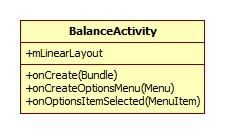 BalanceActivity
+mLinearLayout
+onCreate(Bundle)
+onCreateOptionsMenu(Menu)
+onOptionsItemSelected(MenuItem)